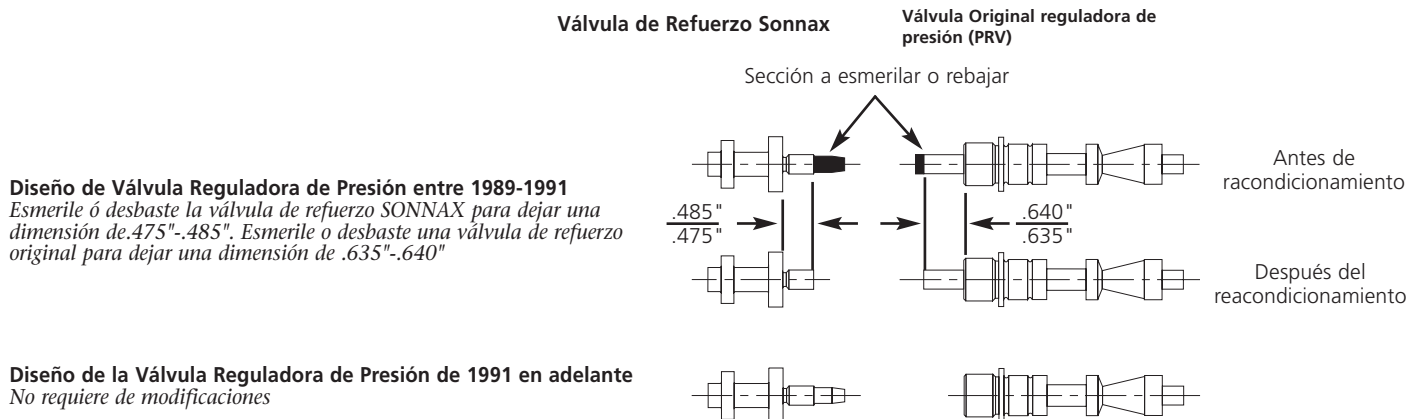 Válvula de Refuerzo Sonnax
Válvula Original reguladora de
presión (PRV)
Sección a esmerilar o rebajar
Antes de
racondicionamiento
Diseño de Válvula Reguladora de Presión entre 1989-1991
Esmerile ó desbaste la válvula de refuerzo SONNAX para dejar una
dimensión de.475"-.485". Esmerile o desbaste una válvula de refuerzo
original para dejar una dimensión de .635"-.640"
.485"
.475"
.640"
.635"
Después del
reacondicionamiento
Diseño de la Válvula Reguladora de Presión de 1991 en adelante
No requiere de modificaciones